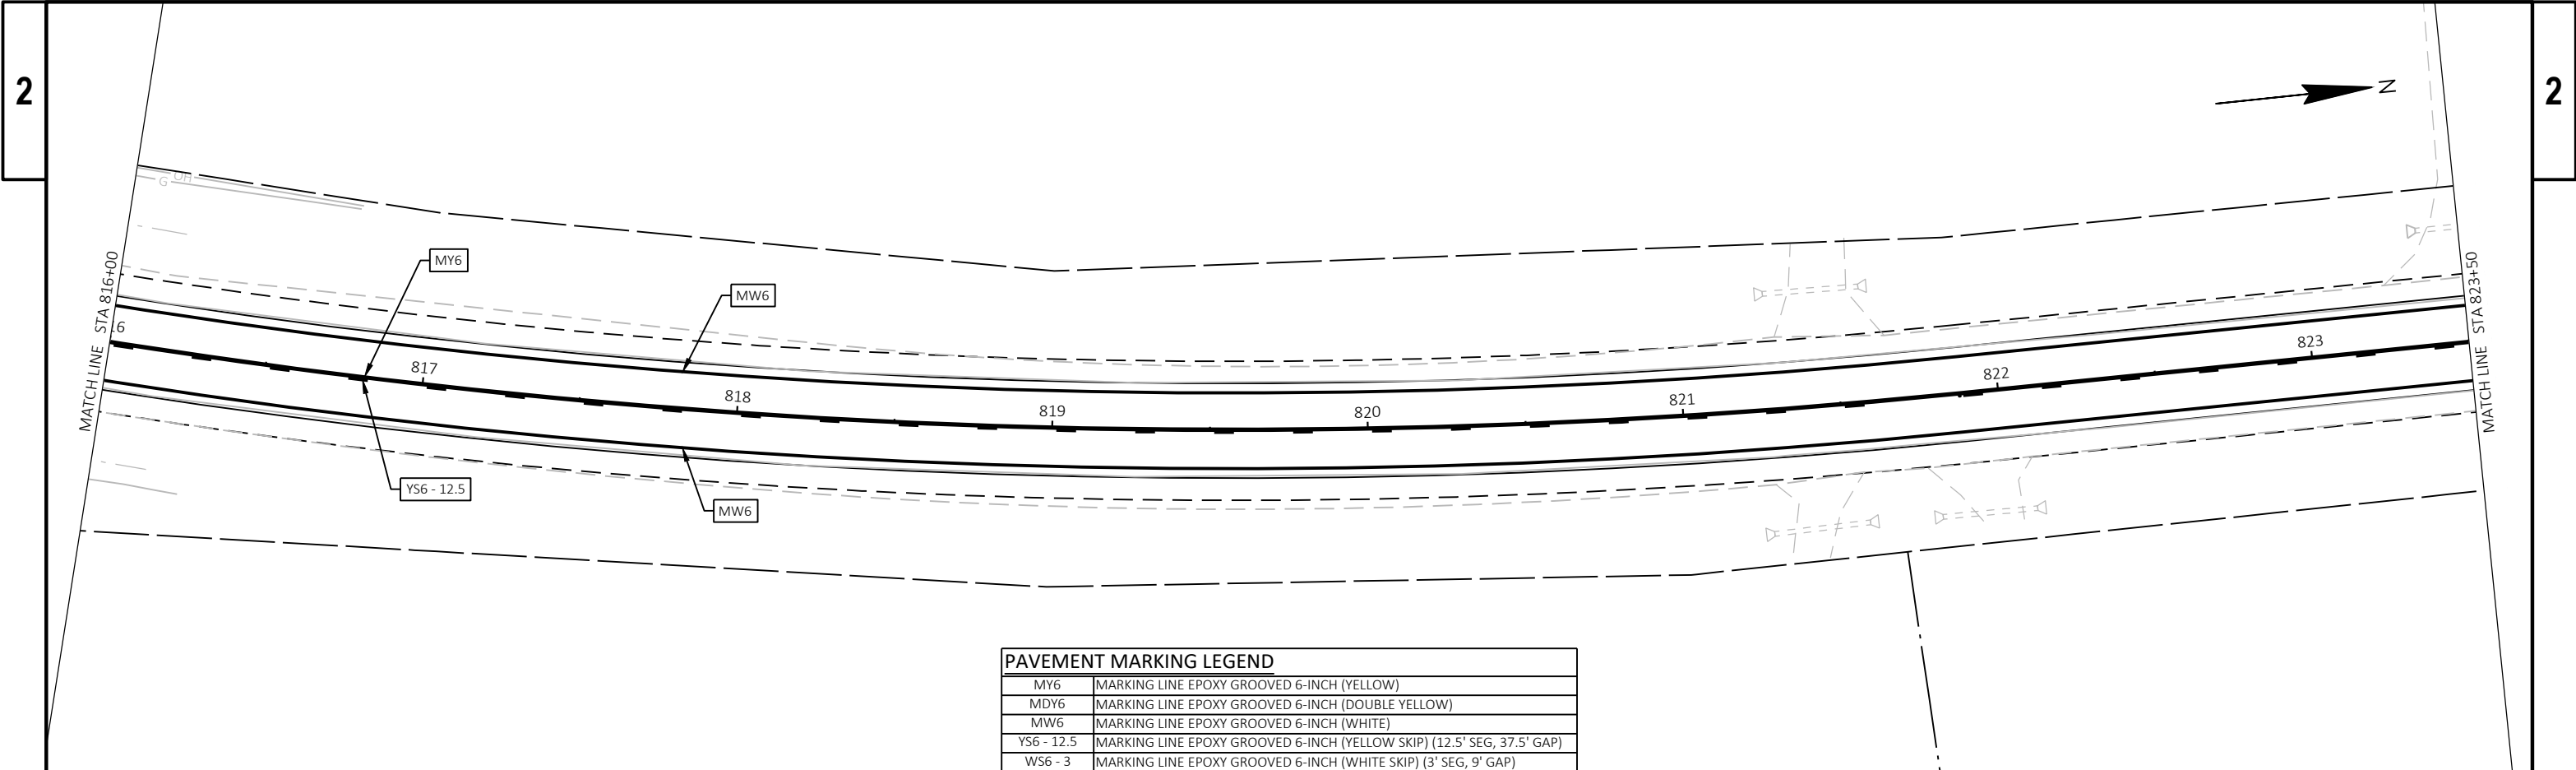 2
2
N
G
OH
MATCH LINE STA 816+00
16
MY6
MW6
817
818
819
820
821
822
823
MATCH LINE STA 823+50
YS6 - 12.5
MW6
PAVEMENT MARKING LEGEND
MY6 MARKING LINE EPOXY GROOVED 6-INCH (YELLOW)
MDY6 MARKING LINE EPOXY GROOVED 6-INCH (DOUBLE YELLOW)
MW6 MARKING LINE EPOXY GROOVED 6-INCH (WHITE)
YS6 - 12.5 MARKING LINE EPOXY GROOVED 6-INCH (YELLOW SKIP) (12.5' SEG, 37.5' GAP)
WS6 - 3 MARKING LINE EPOXY GROOVED 6-INCH (WHITE SKIP) (3' SEG, 9' GAP)